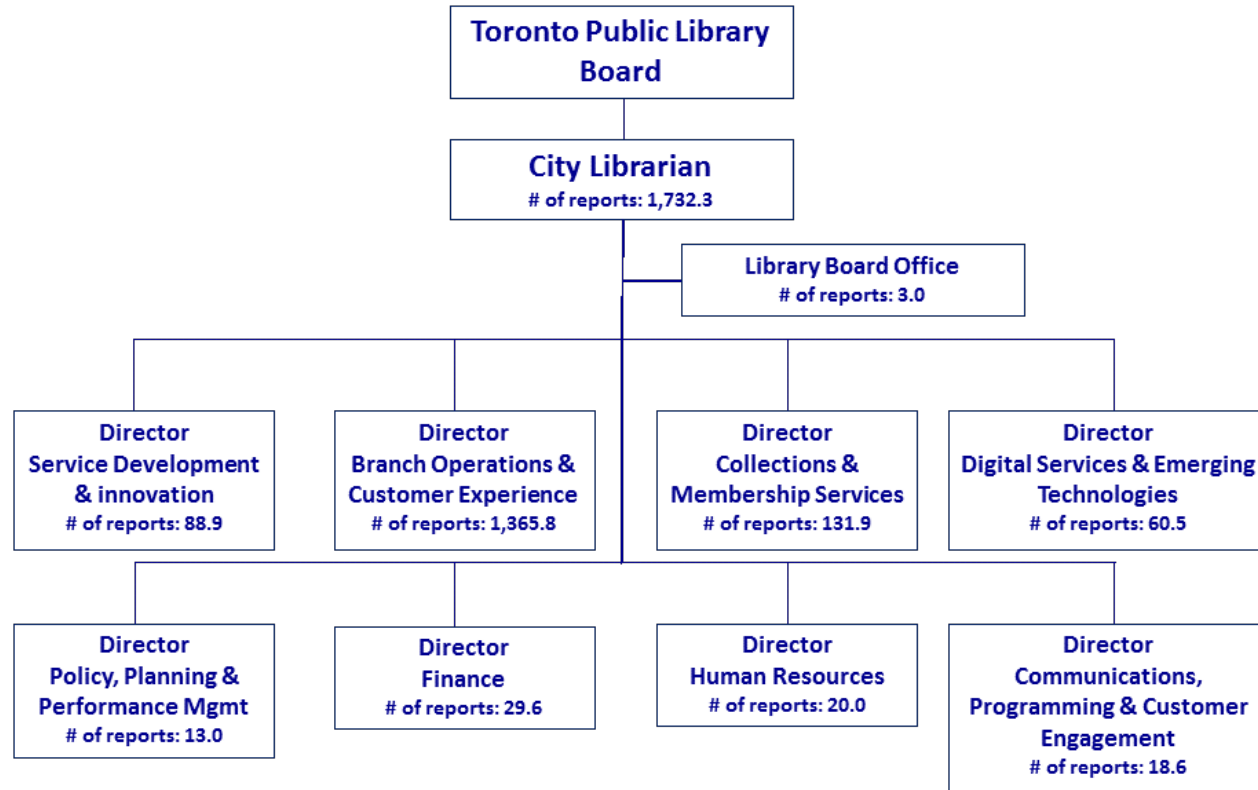 Toronto Public Library
Board
City Librarian
# of reports: 1,732.3
Library Board Office
# of reports: 3.0
Director
Service Development
& innovation
# of reports: 88.9
Director
Branch Operations &
Customer Experience
# of reports: 1,365.8
Director
Collections &
Membership Services
# of reports: 131.9
Director
Digital Services & Emerging
Technologies
# of reports: 60.5
Director
Policy, Planning &
Performance Mgmt
# of reports: 13.0
Director
Finance
# of reports: 29.6
Director
Human Resources
# of reports: 20.0
Director
Communications,
Programming & Customer
Engagement
# of reports: 18.6